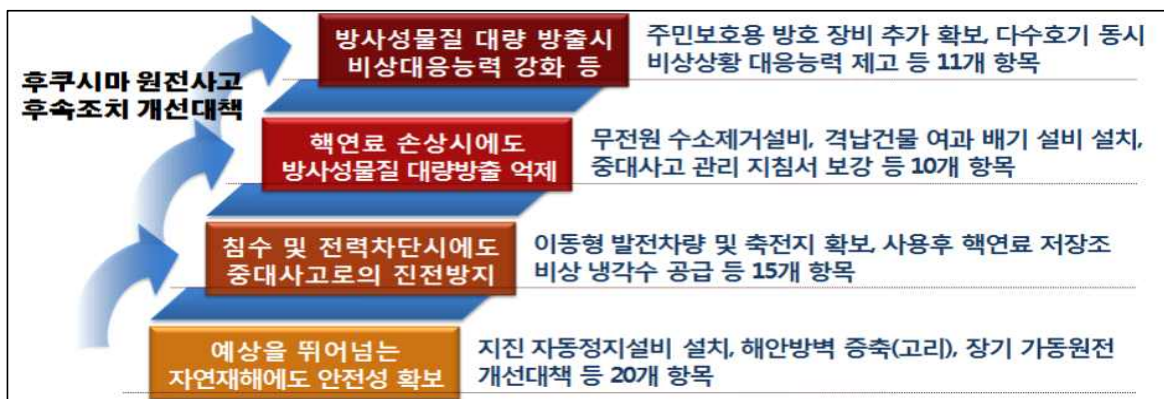 방사성물질 대량 방출시
비상대응능력 강화 등
주민보호용 방호 장비 추가 확보, 다수호기 동시
비상상황 대응능력 제고 등 11개 항목
후쿠시마 원전사고
후속조치 개선대책
핵연료 손상시에도
방사성물질 대량방출 억제
무전원 수소제거설비, 격납건물 여과 배기 설비 설치,
중대사고 관리 지침서 보강 등 10개 항목
침수 및 전력차단시에도
중대사고로의 진전방지
이동형 발전차량 및 축전지 확보, 사용후 핵연료 저장조
비상 냉각수 공급 등 15개 항목
예상을 뛰어넘는
자연재해에도 안전성 확보
지진 자동정지설비 설치, 해안방벽 증축(고리), 장기 가동원전
개선대책 등 20개 항목